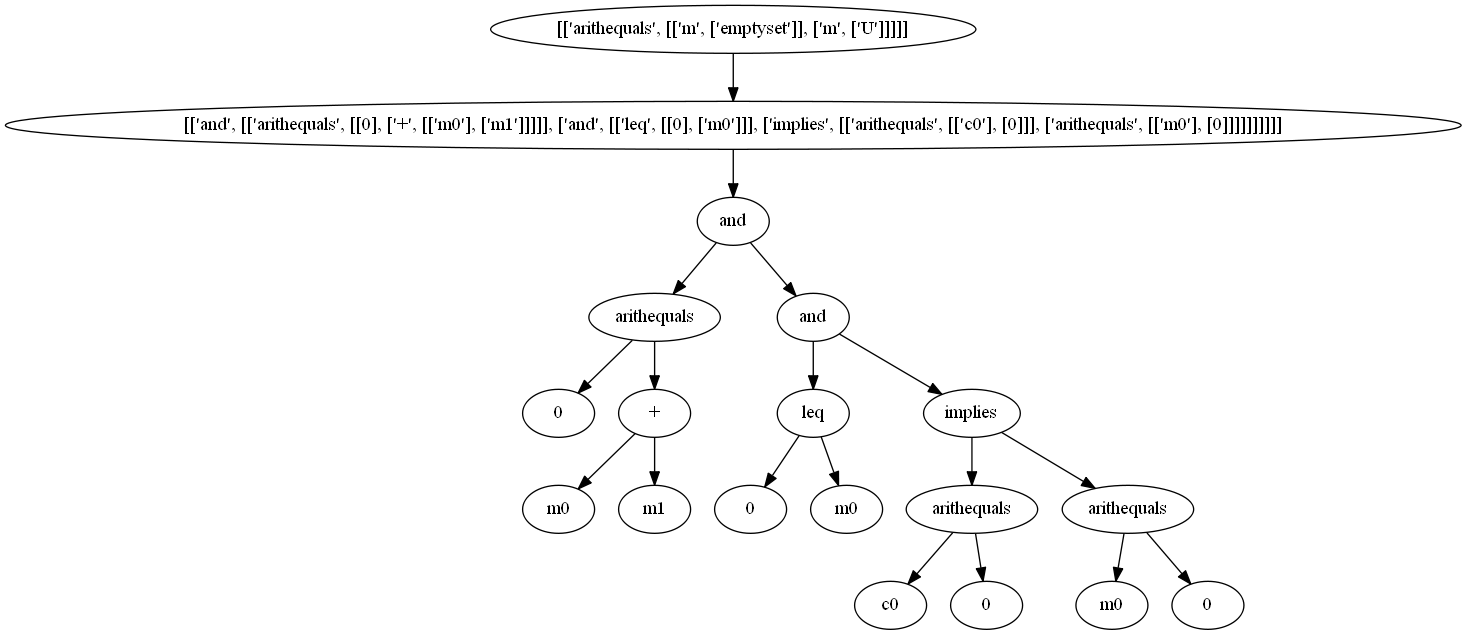 [['arithequals', [['m', ['emptyset']], ['m', ['U']]]]]
[['and', [['arithequals', [[0], ['+', [['m0'], ['m1']]]]], ['and', [['leq', [[0], ['m0']]], ['implies', [['arithequals', [['c0'], [0]]], ['arithequals', [['m0'], [0]]]]]]]]]]
and
arithequals
and
0
+
leq
implies
m0
m1
0
m0
arithequals
arithequals
c0
0
m0
0